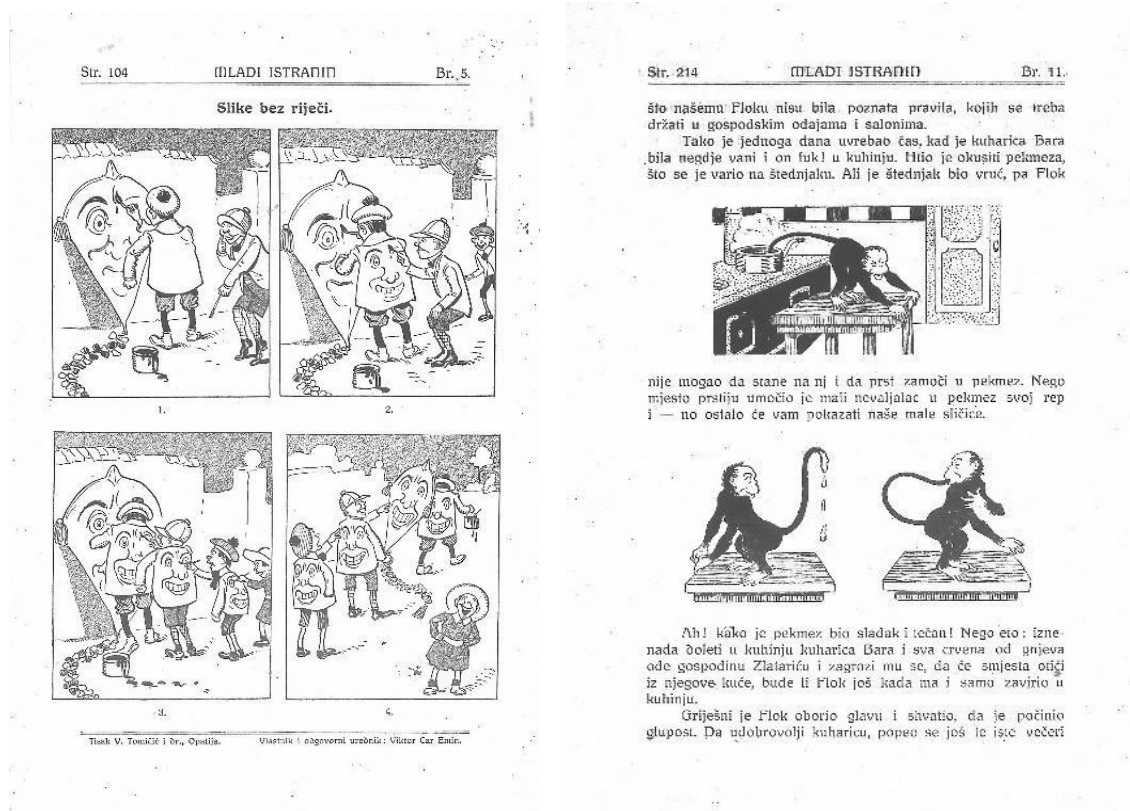 Str. 104 MLADI ISTRANIN Br. 5.
Slike bez riječi.
1.
2.
3.
4.
Tisak V. Tomičić i dr., Opatija. Vlastnik i odgovorni urednik: Viktor Car Emin.
Str. 214 MLADI ISTRANIN Br. 11.
što našemu Floku nisu bila poznata pravila, kojih se treba
držati u gospodskim odajama i salonima.
Tako je jednoga dana uvrebao čas, kad je kuharica Bara
bila negdje vani i on fuk! u kuhinju. Htio je okusiti pekmeza,
što se je vario na štednjaku. Ali je štednjak bio vruć, pa Flok
nije mogao da stane na nj i da prst zamoči u pekmez. Nego
mjesto prstiju umočio je mali nevaljalac u pekmez svoj rep
i — no ostalo će vam pokazati naše male sličice.
Ah! kako je pekmez bio sladak i tečan! Nego eto: izne-
nada doleti u kuhinju kuharica Bara i sva crvena od gnjeva
ode gospodinu Zlatariću i zagrozi mu se, da će smjesta otići
iz njegove kuće, bude li Flok još kada ma i samo zavirio u
kuhinju.
Griješni je Flok oborio glavu i shvatio, da je počinio
glupost. Da udobrovolji kuharicu, popeo se još te iste večeri